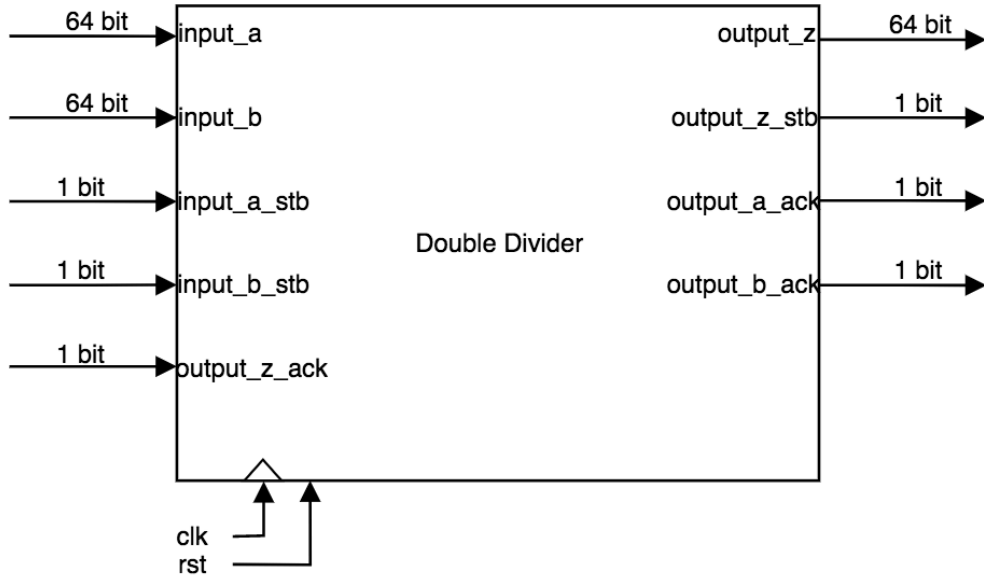 64 bit
input_a
output_z
64 bit
64 bit
input_b
output_z_stb
1 bit
1 bit
input_a_stb
output_a_ack
1 bit
Double Divider
1 bit
input_b_stb
output_b_ack
1 bit
1 bit
output_z_ack
clk
rst